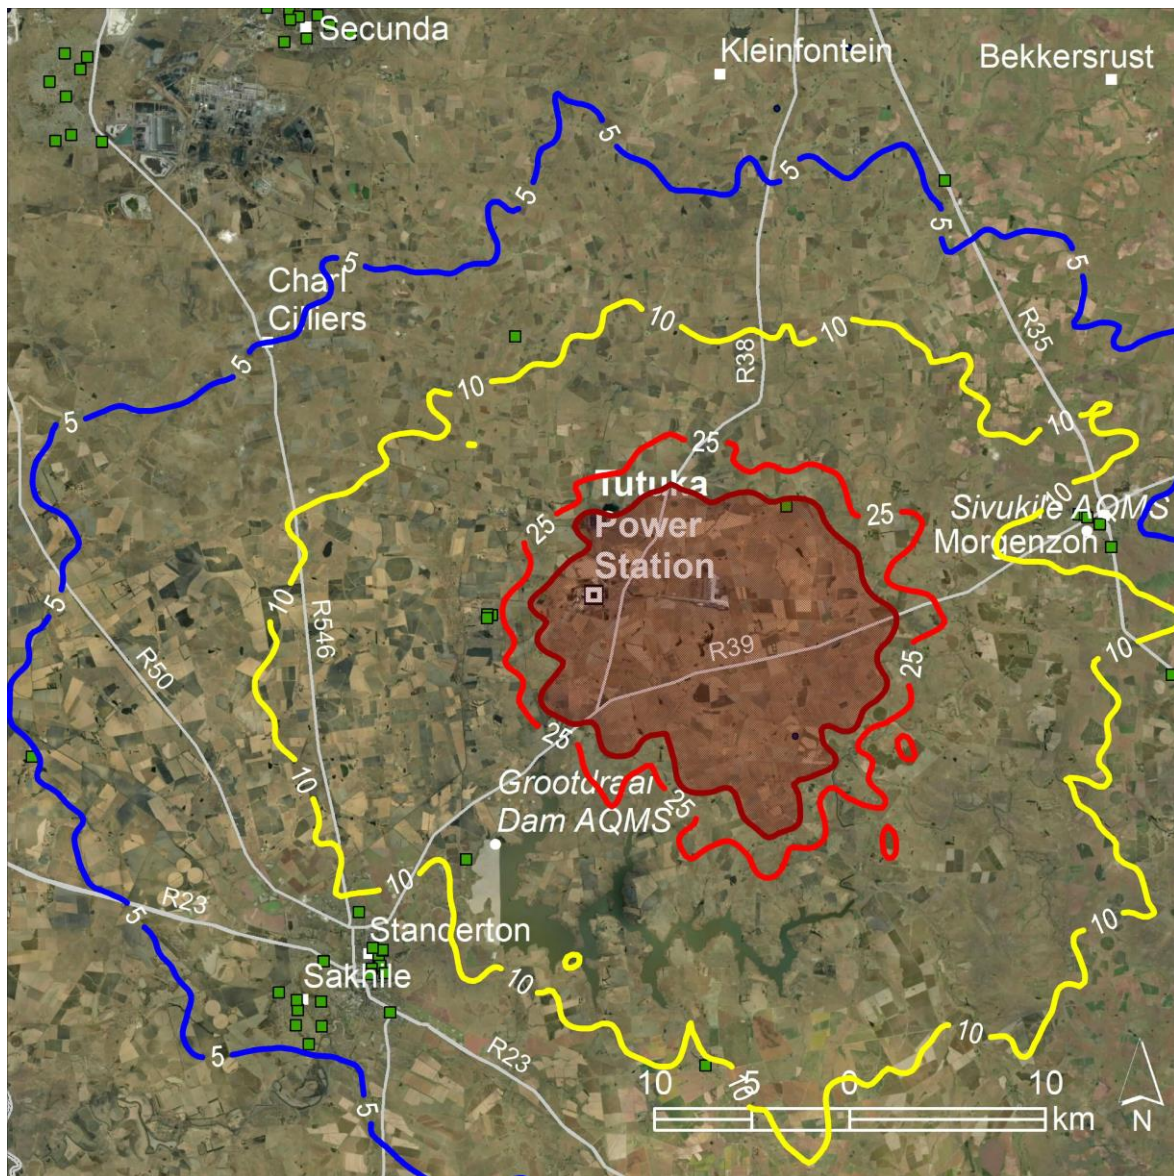 Secunda
Kleinfontein
Bekkersrust
5
5
5
5
5
Charl
Cilliers
5
5
5
R35
R38
10
10
10
10
25
Tutuka
Power
Station
25
25
10
Sivukile AQMS
Morgenzon
5
10
R546
R50
R39
25
10
25
10
Grootdraai
Dam AQMS
25
R23
5
10
10
Standerton
Sakhile
10
10
5
R23
10
5
10 5 0 10
km
N